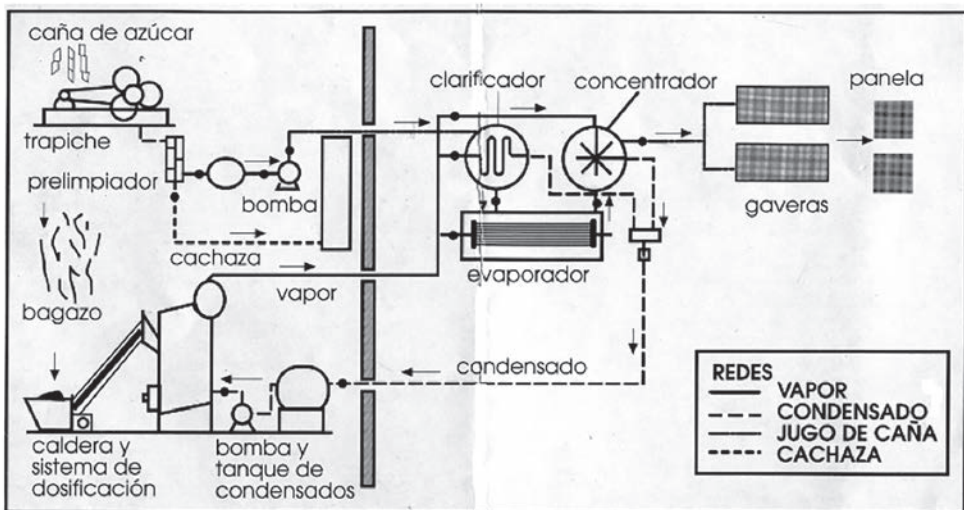 caña de azúcar
trapiche
prelimpiador
bomba
cachaza
bagazo
vapor
caldera y
sistema de
dosificación
bomba y
tanque de
condensados
clarificador
concentrador
evaporador
condensado
gaveras
panela
REDES
VAPOR
CONDENSADO
JUGO DE CAÑA
CACHAZA